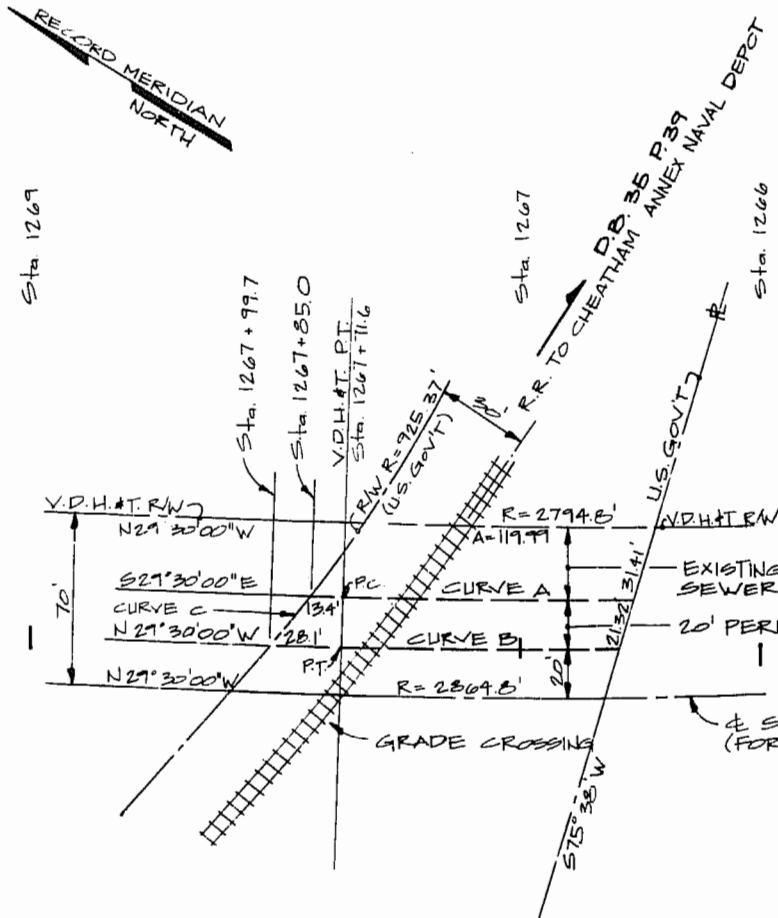 RECORD MERIDIAN
NORTH
Sta. 1269
Sta. 1267 + 99.7
Sta. 1267 + 85.0
V.D.H.&T. P.T.
Sta. 1267 + 71.6
Sta. 1267
Sta. 1266
D.B. 35 P. 39
R.R. TO CHEATHAM ANNEX NAVAL DEPOT
30'
R/W R = 925.37'
(U.S. GOV'T)
U.S. GOV'T
V.D.H.&T. R/W
N29°30'00"W
R = 2794.8'
A = 119.99
V.D.H.&T R/W
70'
S29°30'00"E
13.4'
P.C.
CURVE A
31.41'
EXISTING
SEWER
CURVE C
N29°30'00"W
28.1'
P.T.
CURVE B
21.32'
20' PER
20'
N29°30'00"W
R = 2864.8'
GRADE CROSSING
℄ S
(FOR
S75°38'W